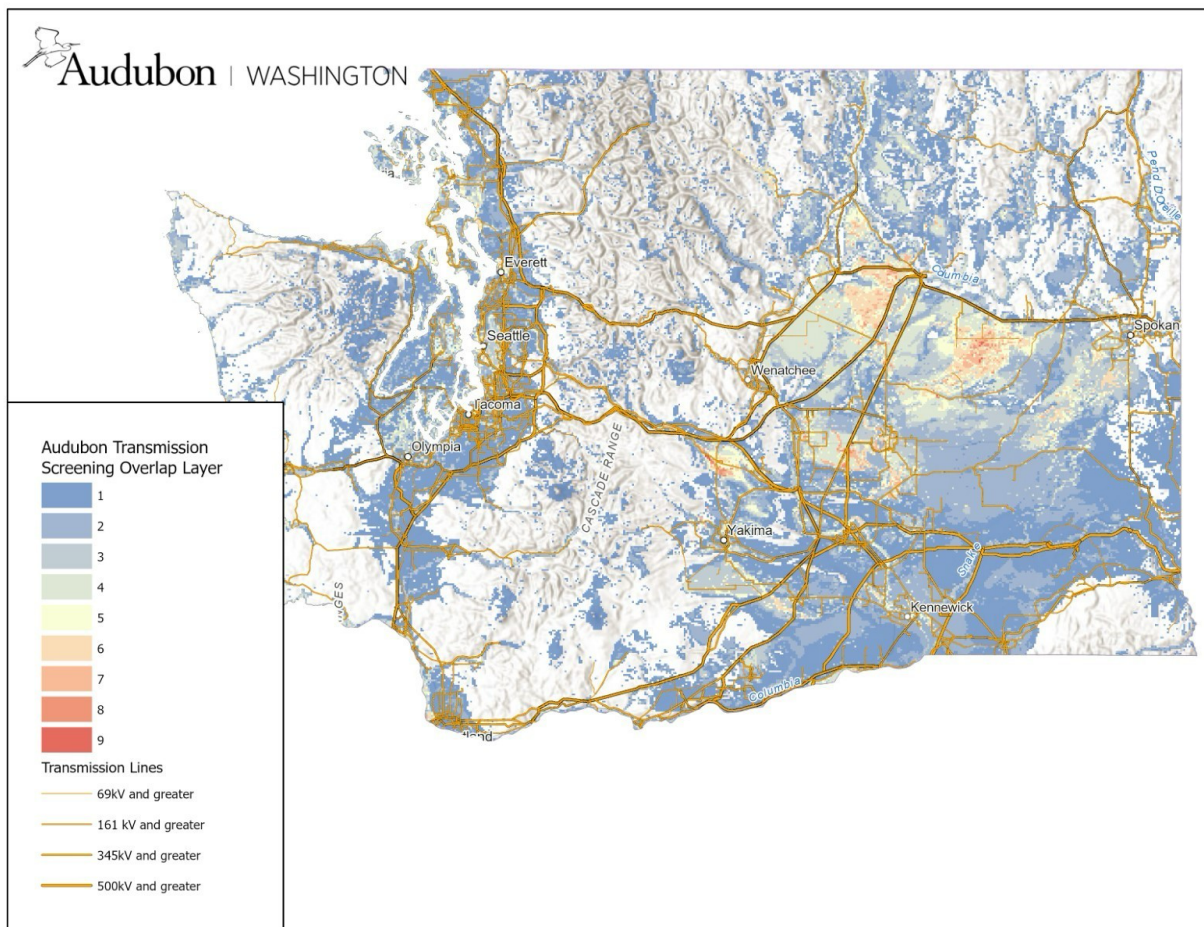 Audubon | WASHINGTON
Pend Oreille
Everett
Columbia
Spokan
Seattle
Wenatchee
Tacoma
CASCADE RANGE
Olympia
Yakima
Snake
GES
Kennewick
Columbia
tland
Audubon Transmission
Screening Overlap Layer
1
2
3
4
5
6
7
8
9
Transmission Lines
69kV and greater
161 kV and greater
345kV and greater
500kV and greater